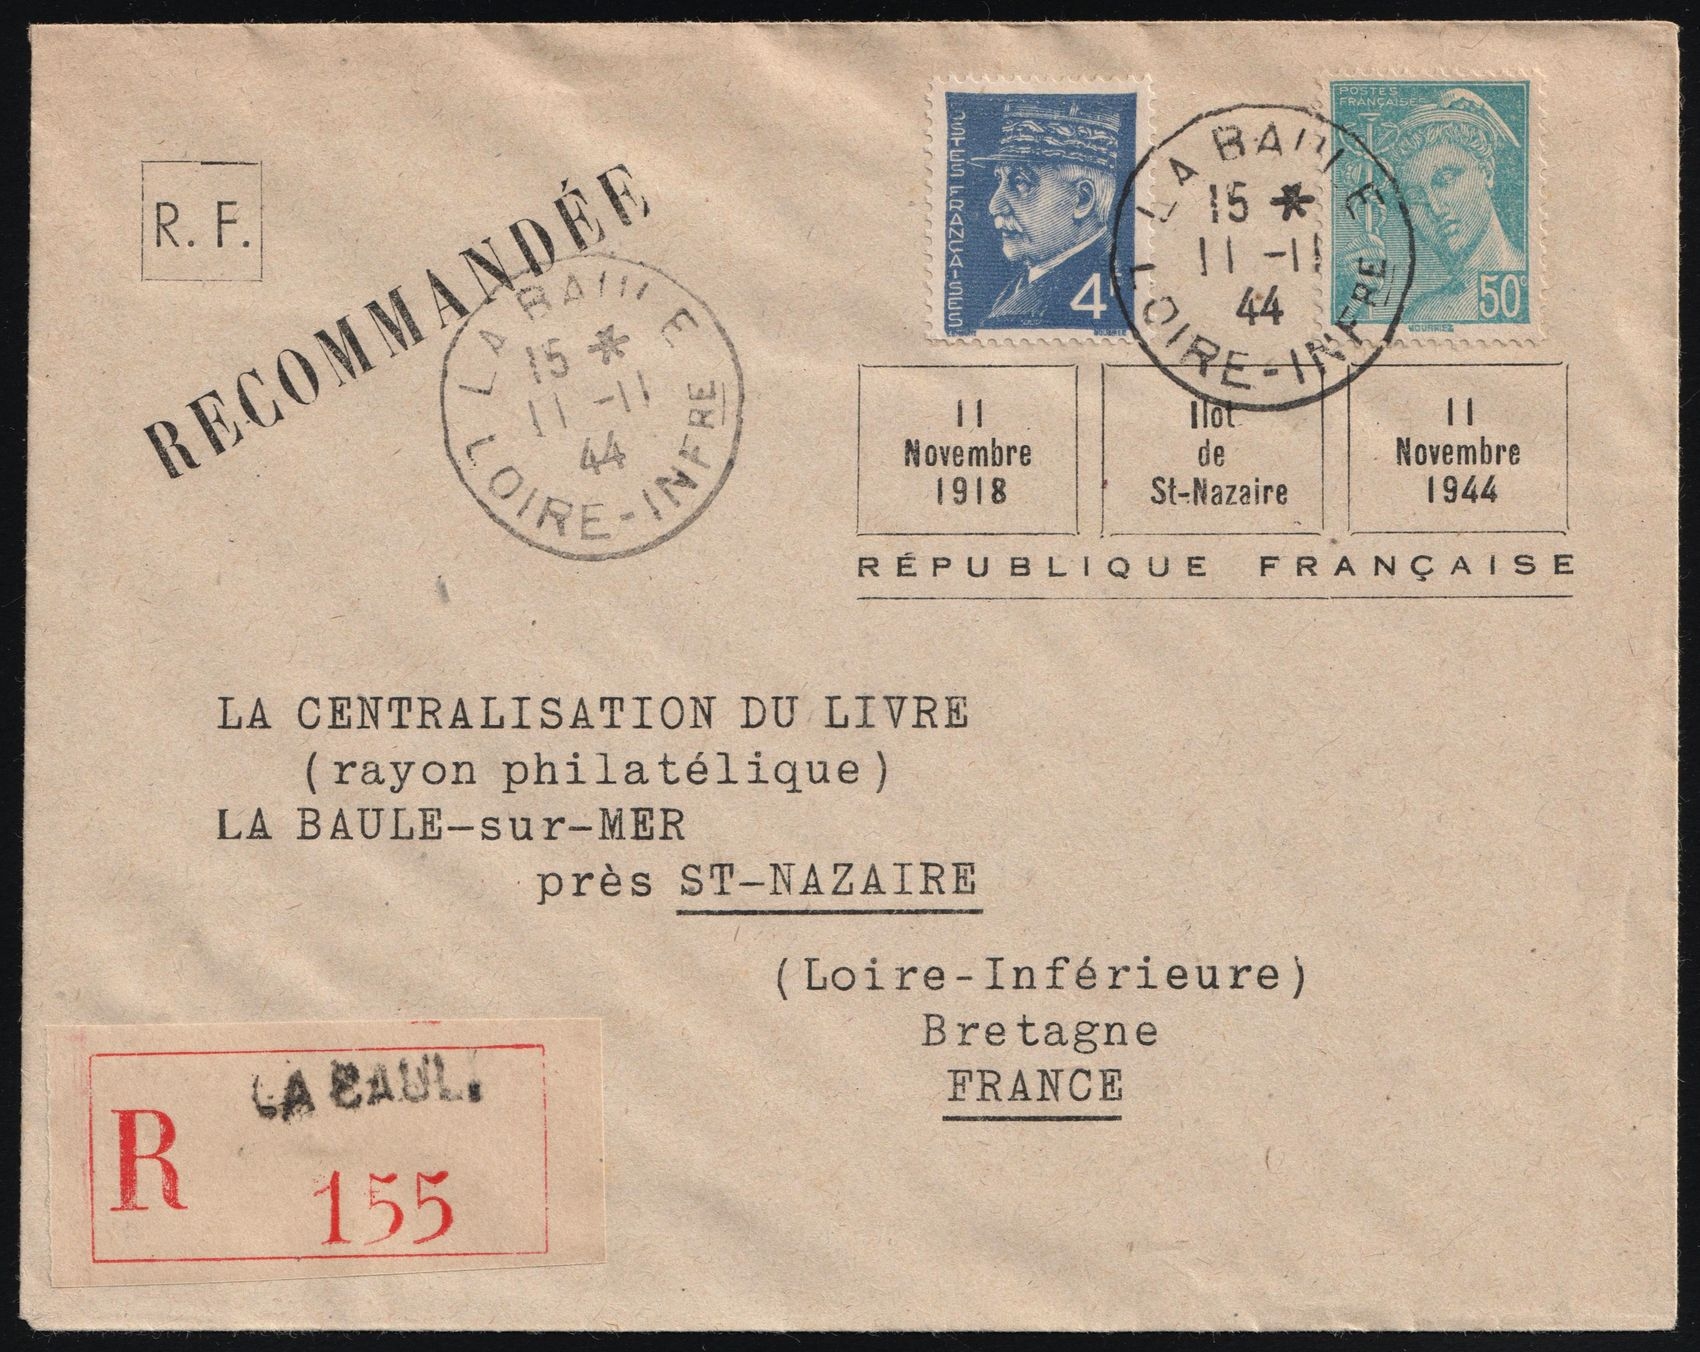 R. F.
RECOMMANDÉE
LA BAULE
15 *
11 -11
44
LOIRE-INFRE
POSTES FRANÇAISES
4F
LA BAULE
15 *
11 -11
44
LOIRE-INFRE
POSTES
FRANÇAISES
50c
11
Novembre
1918
Ilot
de
St-Nazaire
11
Novembre
1944
RÉPUBLIQUE FRANÇAISE
LA CENTRALISATION DU LIVRE
(rayon philatélique)
LA BAULE-sur-MER
près ST-NAZAIRE
(Loire-Inférieure)
Bretagne
FRANCE
LA BAUL
R
155